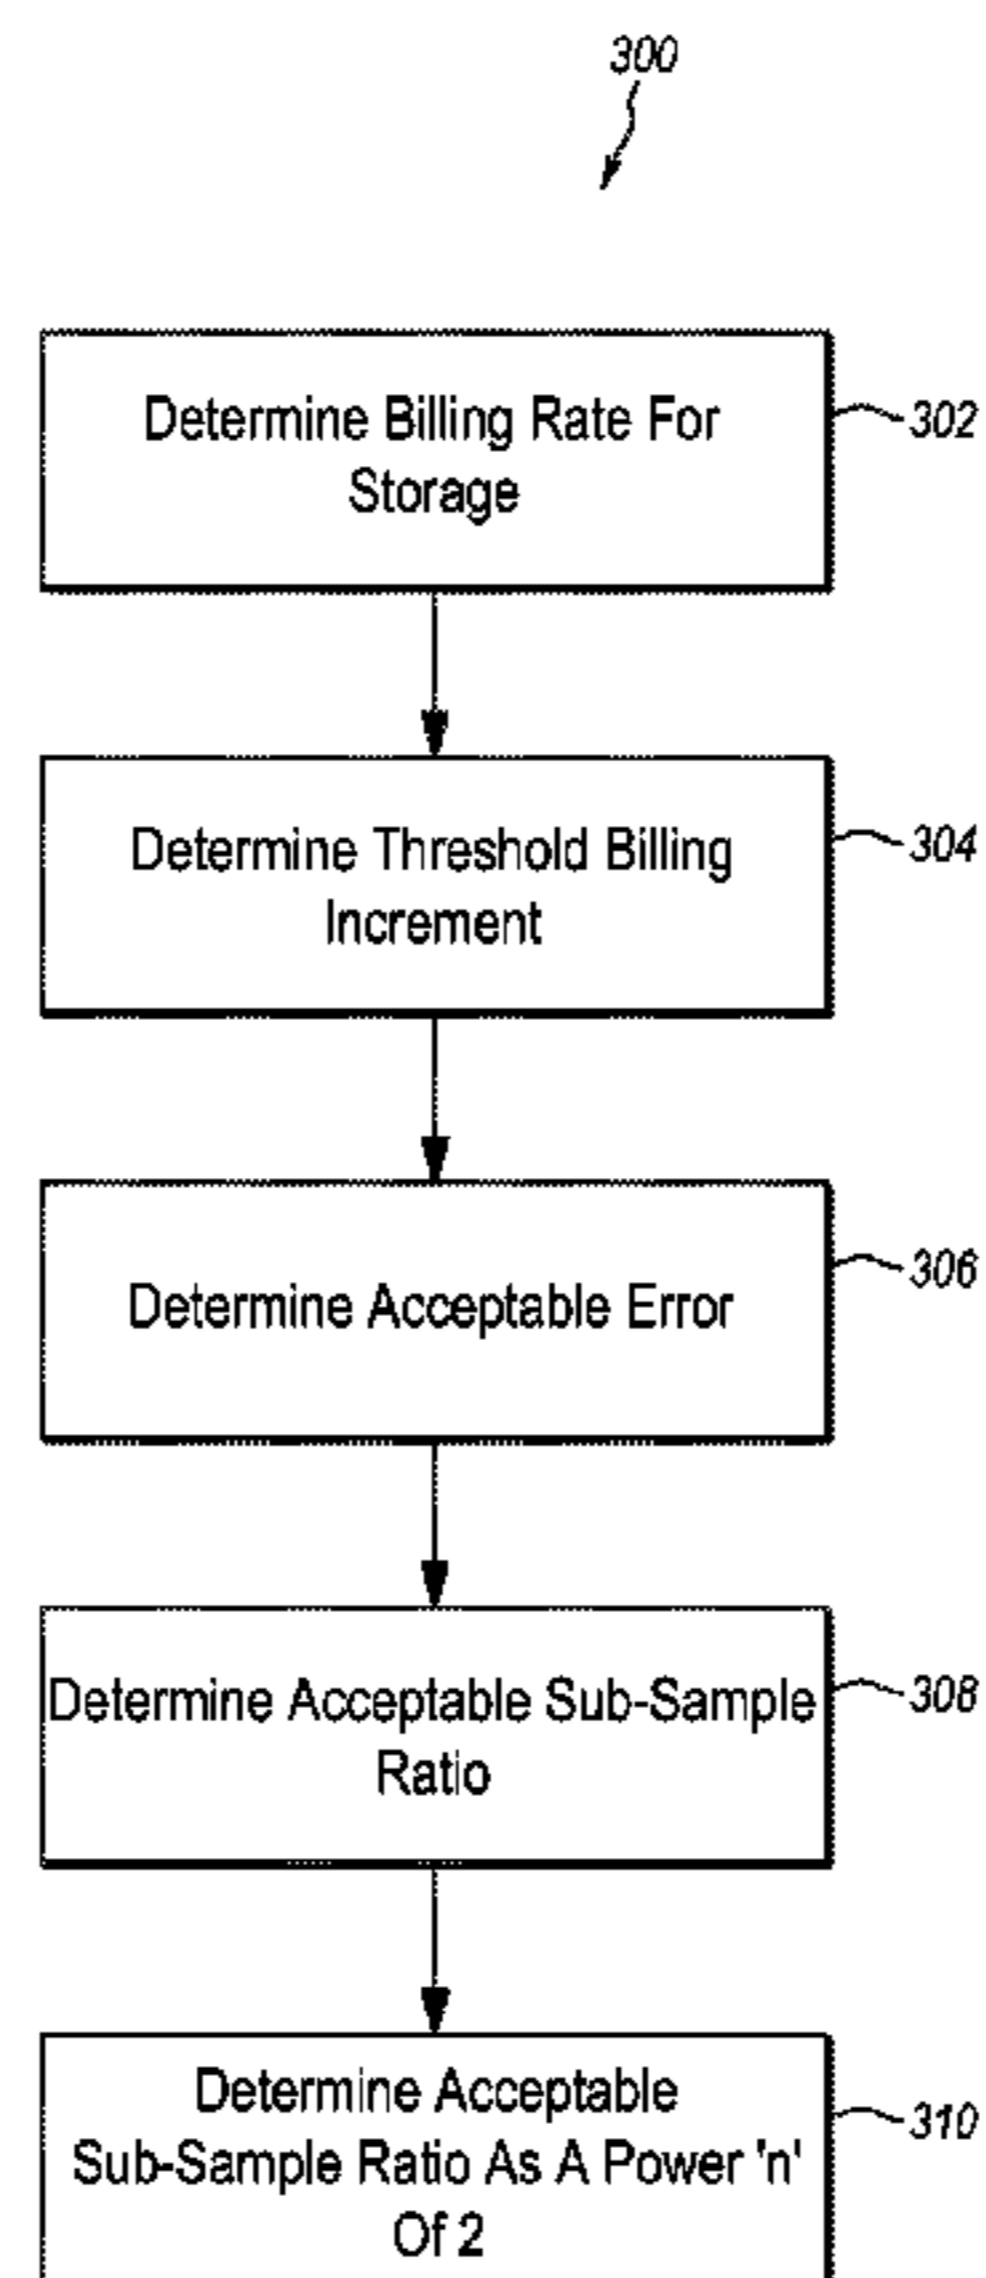 300
Determine Billing Rate For
Storage
302
Determine Threshold Billing
Increment
304
Determine Acceptable Error
306
Determine Acceptable Sub-Sample
Ratio
308
Determine Acceptable
Sub-Sample Ratio As A Power 'n'
Of 2
310